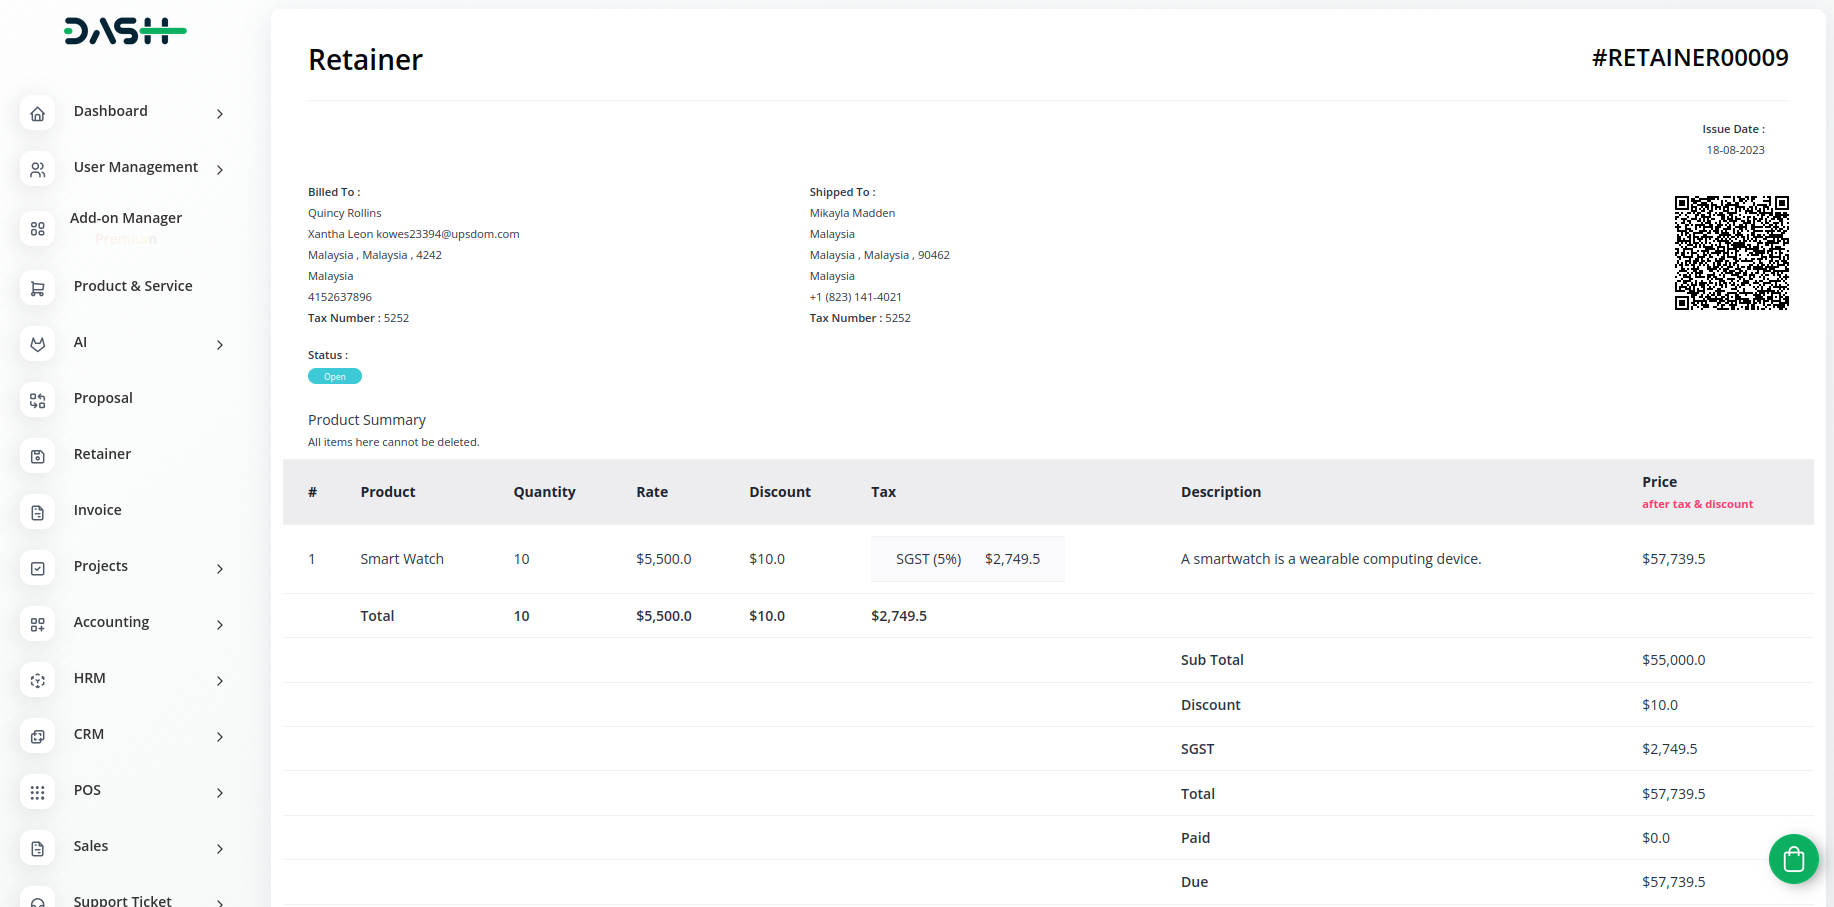 DASH
Dashboard
User Management
Add-on Manager
Premium
Product & Service
AI
Proposal
Retainer
Invoice
Projects
Accounting
HRM
CRM
POS
Sales
Support Ticket
Retainer
#RETAINER00009
Issue Date :
18-08-2023
Billed To :
Quincy Rollins
Xantha Leon kowes23394@upsdom.com
Malaysia , Malaysia , 4242
Malaysia
4152637896
Tax Number : 5252
Shipped To :
Mikayla Madden
Malaysia
Malaysia , Malaysia , 90462
Malaysia
+1 (823) 141-4021
Tax Number : 5252
Status :
Open
Product Summary
All items here cannot be deleted.
# Product Quantity Rate Discount Tax Description Price
after tax & discount
1 Smart Watch 10 $5,500.0 $10.0 SGST (5%) $2,749.5 A smartwatch is a wearable computing device. $57,739.5
Total 10 $5,500.0 $10.0 $2,749.5
Sub Total $55,000.0
Discount $10.0
SGST $2,749.5
Total $57,739.5
Paid $0.0
Due $57,739.5